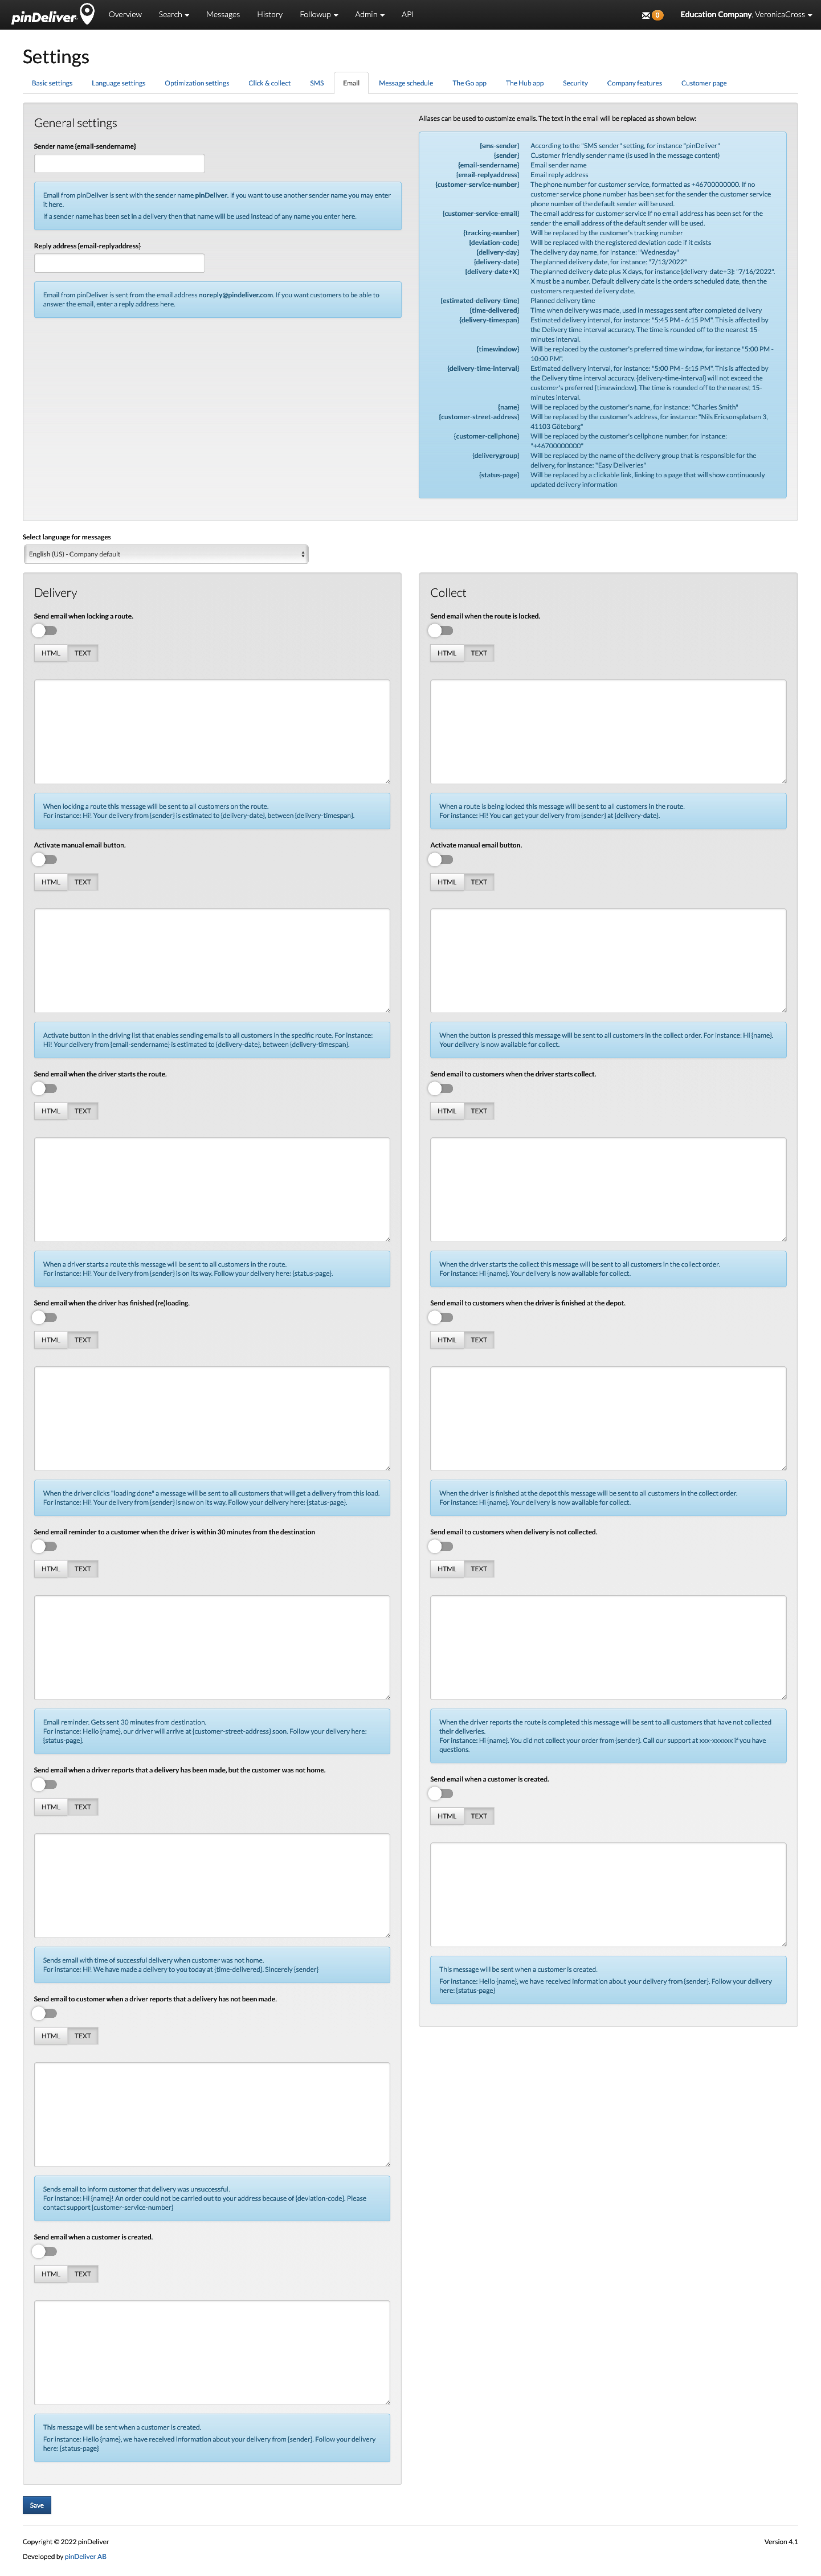 pinDeliver
Overview
Search
Messages
History
Followup
Admin
API
0
Education Company, VeronicaCross
Settings
Basic settings
Language settings
Optimization settings
Click & collect
SMS
Email
Message schedule
The Go app
The Hub app
Security
Company features
Customer page
General settings
Sender name [email-sendername]
Email from pinDeliver is sent with the sender name pinDeliver. If you want to use another sender name you may enter
it here.
If a sender name has been set in a delivery then that name will be used instead of any name you enter here.
Reply address [email-replyaddress]
Email from pinDeliver is sent from the email address noreply@pindeliver.com. If you want customers to be able to
answer the email, enter a reply address here.
Aliases can be used to customize emails. The text in the email will be replaced as shown below:
[sms-sender] According to the "SMS sender" setting, for instance "pinDeliver"
[sender] Customer friendly sender name (is used in the message content)
[email-sendername] Email sender name
[email-replyaddress] Email reply address
[customer-service-number] The phone number for customer service, formatted as +46700000000. If no
customer service phone number has been set for the sender the customer service
phone number of the default sender will be used.
[customer-service-email] The email address for customer service If no email address has been set for the
sender the email address of the default sender will be used.
[tracking-number] Will be replaced by the customer's tracking number
[deviation-code] Will be replaced with the registered deviation code if it exists
[delivery-day] The delivery day name, for instance: "Wednesday"
[delivery-date] The planned delivery date, for instance: "7/13/2022"
[delivery-date+X] The planned delivery date plus X days, for instance [delivery-date+3]: "7/16/2022".
X must be a number. Default delivery date is the orders scheduled date, then the
customers requested delivery date.
[estimated-delivery-time] Planned delivery time
[time-delivered] Time when delivery was made, used in messages sent after completed delivery
[delivery-timespan] Estimated delivery interval, for instance: "5:45 PM - 6:15 PM". This is affected by
the Delivery time interval accuracy. The time is rounded off to the nearest 15-
minutes interval.
[timewindow] Will be replaced by the customer's preferred time window, for instance "5:00 PM -
10:00 PM".
[delivery-time-interval] Estimated delivery interval, for instance: "5:00 PM - 5:15 PM". This is affected by
the Delivery time interval accuracy. [delivery-time-interval] will not exceed the
customer's preferred [timewindow]. The time is rounded off to the nearest 15-
minutes interval.
[name] Will be replaced by the customer's name, for instance: "Charles Smith"
[customer-street-address] Will be replaced by the customer's address, for instance: "Nils Ericsonsplatsen 3,
41103 Göteborg"
[customer-cellphone] Will be replaced by the customer's cellphone number, for instance:
"+46700000000"
[deliverygroup] Will be replaced by the name of the delivery group that is responsible for the
delivery, for instance: "Easy Deliveries"
[status-page] Will be replaced by a clickable link, linking to a page that will show continuously
updated delivery information
Select language for messages
English (US) - Company default
Delivery
Send email when locking a route.
HTML TEXT
When locking a route this message will be sent to all customers on the route.
For instance: Hi! Your delivery from [sender] is estimated to [delivery-date], between [delivery-timespan].
Activate manual email button.
HTML TEXT
Activate button in the driving list that enables sending emails to all customers in the specific route. For instance:
Hi! Your delivery from [email-sendername] is estimated to [delivery-date], between [delivery-timespan].
Send email when the driver starts the route.
HTML TEXT
When a driver starts a route this message will be sent to all customers in the route.
For instance: Hi! Your delivery from [sender] is on its way. Follow your delivery here: [status-page].
Send email when the driver has finished (re)loading.
HTML TEXT
When the driver clicks "loading done" a message will be sent to all customers that will get a delivery from this load.
For instance: Hi! Your delivery from [sender] is now on its way. Follow your delivery here: [status-page].
Send email reminder to a customer when the driver is within 30 minutes from the destination
HTML TEXT
Email reminder. Gets sent 30 minutes from destination.
For instance: Hello [name], our driver will arrive at [customer-street-address] soon. Follow your delivery here:
[status-page].
Send email when a driver reports that a delivery has been made, but the customer was not home.
HTML TEXT
Sends email with time of successful delivery when customer was not home.
For instance: Hi! We have made a delivery to you today at [time-delivered]. Sincerely [sender]
Send email to customer when a driver reports that a delivery has not been made.
HTML TEXT
Sends email to inform customer that delivery was unsuccessful.
For instance: Hi [name]! An order could not be carried out to your address because of [deviation-code]. Please
contact support [customer-service-number]
Send email when a customer is created.
HTML TEXT
This message will be sent when a customer is created.
For instance: Hello [name], we have received information about your delivery from [sender]. Follow your delivery
here: [status-page]
Collect
Send email when the route is locked.
HTML TEXT
When a route is being locked this message will be sent to all customers in the route.
For instance: Hi! You can get your delivery from [sender] at [delivery-date].
Activate manual email button.
HTML TEXT
When the button is pressed this message will be sent to all customers in the collect order. For instance: Hi [name].
Your delivery is now available for collect.
Send email to customers when the driver starts collect.
HTML TEXT
When the driver starts the collect this message will be sent to all customers in the collect order.
For instance: Hi [name]. Your delivery is now available for collect.
Send email to customers when the driver is finished at the depot.
HTML TEXT
When the driver is finished at the depot this message will be sent to all customers in the collect order.
For instance: Hi [name]. Your delivery is now available for collect.
Send email to customers when delivery is not collected.
HTML TEXT
When the driver reports the route is completed this message will be sent to all customers that have not collected
their deliveries.
For instance: Hi [name]. You did not collect your order from [sender]. Call our support at xxx-xxxxxx if you have
questions.
Send email when a customer is created.
HTML TEXT
This message will be sent when a customer is created.
For instance: Hello [name], we have received information about your delivery from [sender]. Follow your delivery
here: [status-page]
Save
Copyright © 2022 pinDeliver
Version 4.1
Developed by pinDeliver AB